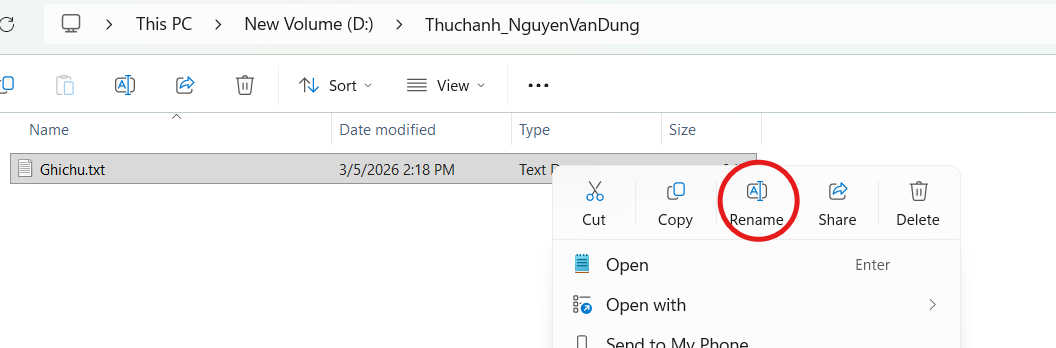 This PC > New Volume (D:) > Thuchanh_NguyenVanDung
Sort View
Name Date modified Type Size
Ghichu.txt 3/5/2026 2:18 PM Text
Cut Copy Rename Share Delete
Open Enter
Open with
Send to My Phone